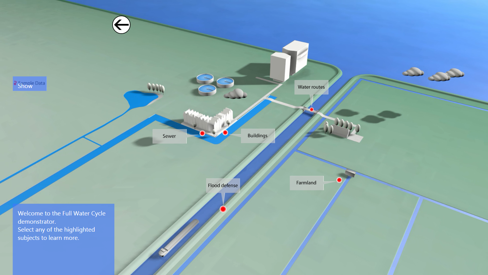 Show
Water routes
Sewer
Buildings
Flood defense
Farmland
Welcome to the Full Water Cycle
demonstrator.
Select any of the highlighted
subjects to learn more.